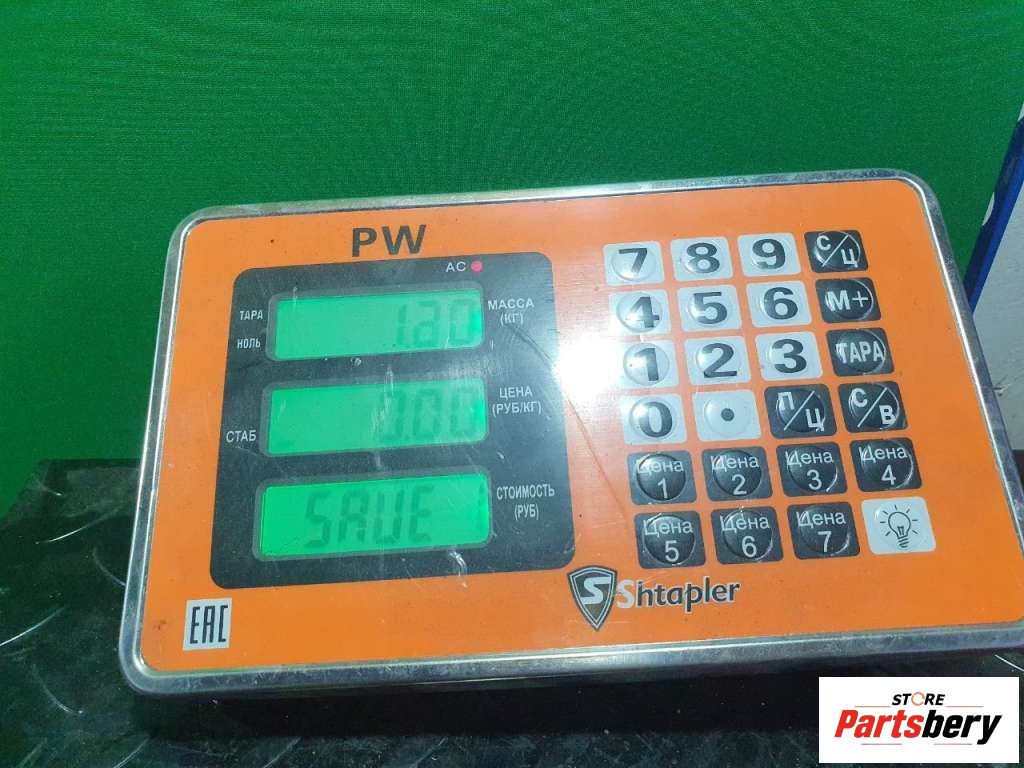 PW
AC
ТАРА
НОЛЬ
1.20
МАССА
(КГ)
СТАБ
0.00
ЦЕНА
(РУБ/КГ)
SAUE
СТОИМОСТЬ
(РУБ)
7 8 9 С/Ц
4 5 6 М+
1 2 3 ТАРА
0 • П/Ц С/В
Цена 1 Цена 2 Цена 3 Цена 4
Цена 5 Цена 6 Цена 7
S Shtapler
EAC
STORE
Partsbery